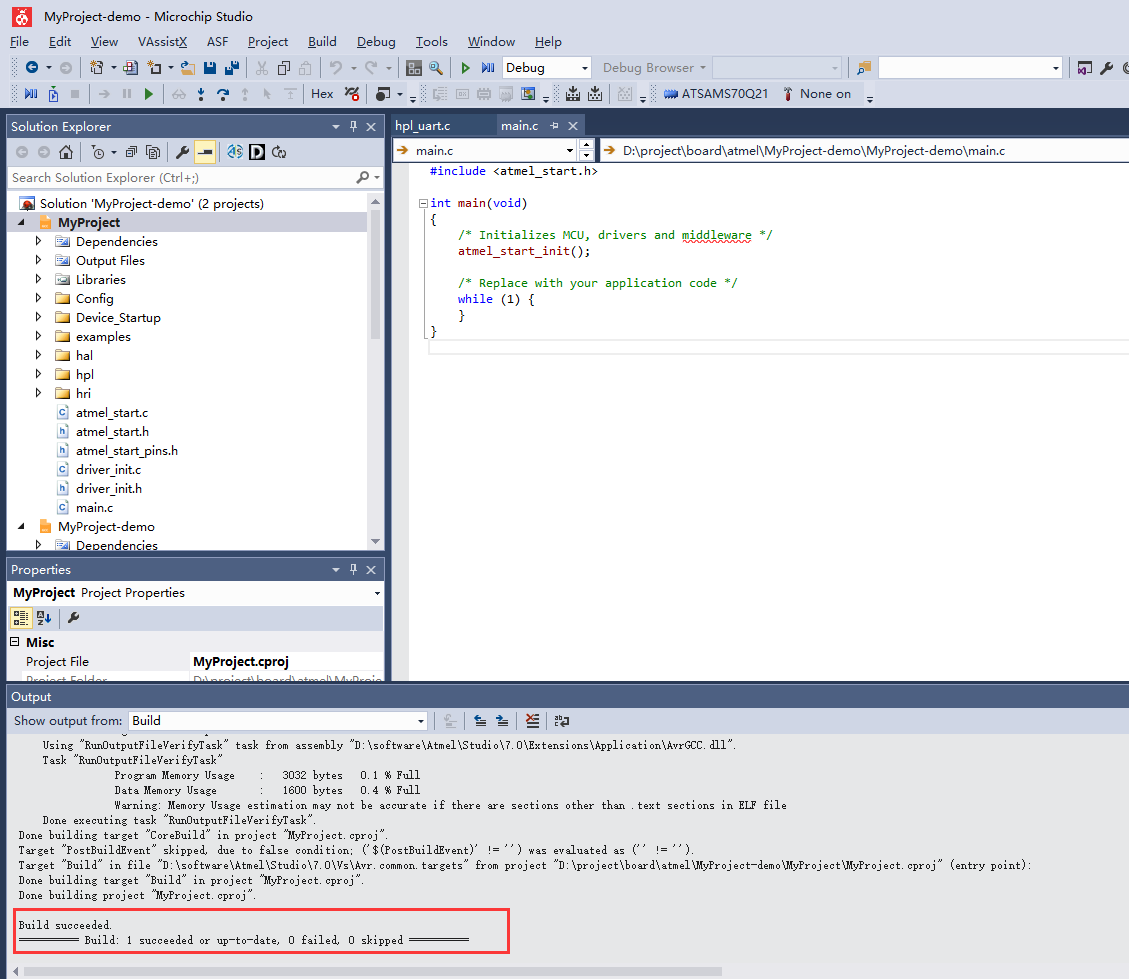 MyProject-demo - Microchip Studio
File Edit View VAssistX ASF Project Build Debug Tools Window Help
Debug Debug Browser
Hex ATSAMS70Q21 None on
Solution Explorer
Search Solution Explorer (Ctrl+;)
Solution 'MyProject-demo' (2 projects)
MyProject
Dependencies
Output Files
Libraries
Config
Device_Startup
examples
hal
hpl
hri
atmel_start.c
atmel_start.h
atmel_start_pins.h
driver_init.c
driver_init.h
main.c
MyProject-demo
Dependencies
Properties
MyProject Project Properties
Misc
Project File MyProject.cproj
Project Folder D:\project\board\atmel\MyProje
hpl_uart.c main.c
main.c D:\project\board\atmel\MyProject-demo\MyProject-demo\main.c
#include <atmel_start.h>
int main(void)
{
/* Initializes MCU, drivers and middleware */
atmel_start_init();
/* Replace with your application code */
while (1) {
}
}
Output
Show output from: Build
Using "RunOutputFileVerifyTask" task from assembly "D:\software\Atmel\Studio\7.0\Extensions\Application\AvrGCC.dll".
Task "RunOutputFileVerifyTask"
Program Memory Usage : 3032 bytes 0.1 % Full
Data Memory Usage : 1600 bytes 0.4 % Full
Warning: Memory Usage estimation may not be accurate if there are sections other than .text sections in ELF file
Done executing task "RunOutputFileVerifyTask".
Done building target "CoreBuild" in project "MyProject.cproj".
Target "PostBuildEvent" skipped, due to false condition; ('$(PostBuildEvent)' != '') was evaluated as ('' != '').
Target "Build" in file "D:\software\Atmel\Studio\7.0\Vs\Avr.common.targets" from project "D:\project\board\atmel\MyProject-demo\MyProject\MyProject.cproj" (entry point):
Done building target "Build" in project "MyProject.cproj".
Done building project "MyProject.cproj".
Build succeeded.
========== Build: 1 succeeded or up-to-date, 0 failed, 0 skipped ==========